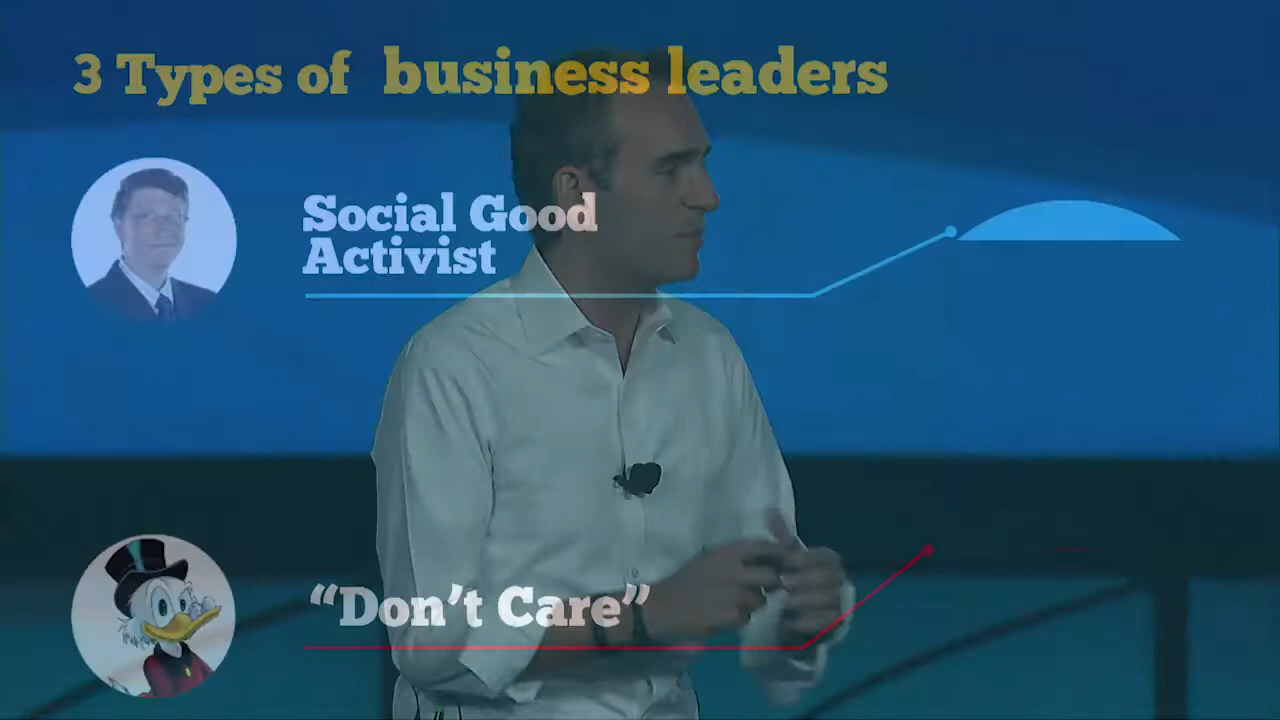 3 Types of business leaders
Social Good
Activist
“Don’t Care”